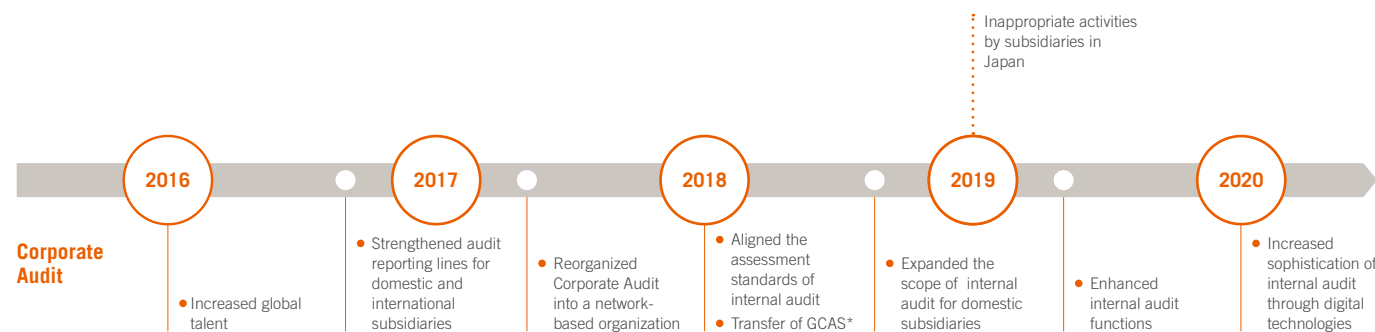 Inappropriate activities
by subsidiaries in
Japan
2016
2017
2018
2019
2020
Corporate
Audit
• Increased global
talent
• Strengthened audit
reporting lines for
domestic and
international
subsidiaries
• Reorganized
Corporate Audit
into a network-
based organization
• Aligned the
assessment
standards of
internal audit
• Transfer of GCAS*
• Expanded the
scope of internal
audit for domestic
subsidiaries
• Enhanced
internal audit
functions
• Increased
sophistication of
internal audit
through digital
technologies